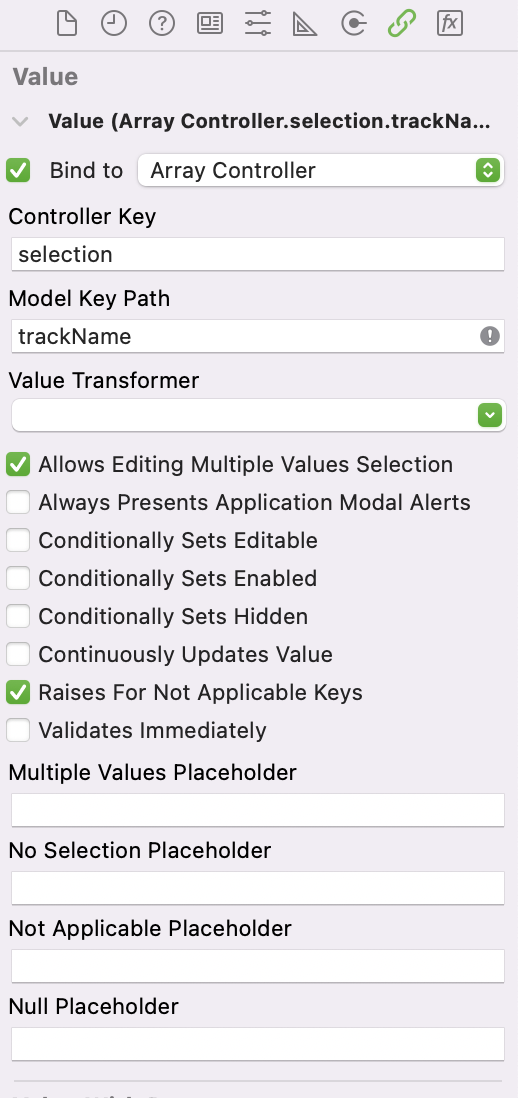 Value
Value (Array Controller.selection.trackNa...
Bind to Array Controller
Controller Key
selection
Model Key Path
trackName
Value Transformer
Allows Editing Multiple Values Selection
Always Presents Application Modal Alerts
Conditionally Sets Editable
Conditionally Sets Enabled
Conditionally Sets Hidden
Continuously Updates Value
Raises For Not Applicable Keys
Validates Immediately
Multiple Values Placeholder
No Selection Placeholder
Not Applicable Placeholder
Null Placeholder